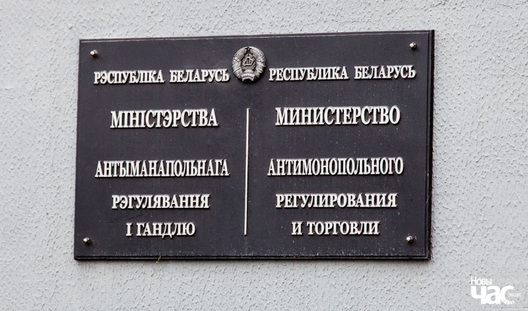 РЭСПУБЛІКА БЕЛАРУСЬ
МІНІСТЭРСТВА
АНТЫМАНАПОЛЬНАГА
РЭГУЛЯВАННЯ
І ГАНДЛЮ
РЕСПУБЛИКА БЕЛАРУСЬ
МИНИСТЕРСТВО
АНТИМОНОПОЛЬНОГО
РЕГУЛИРОВАНИЯ
И ТОРГОВЛИ
Новы
час